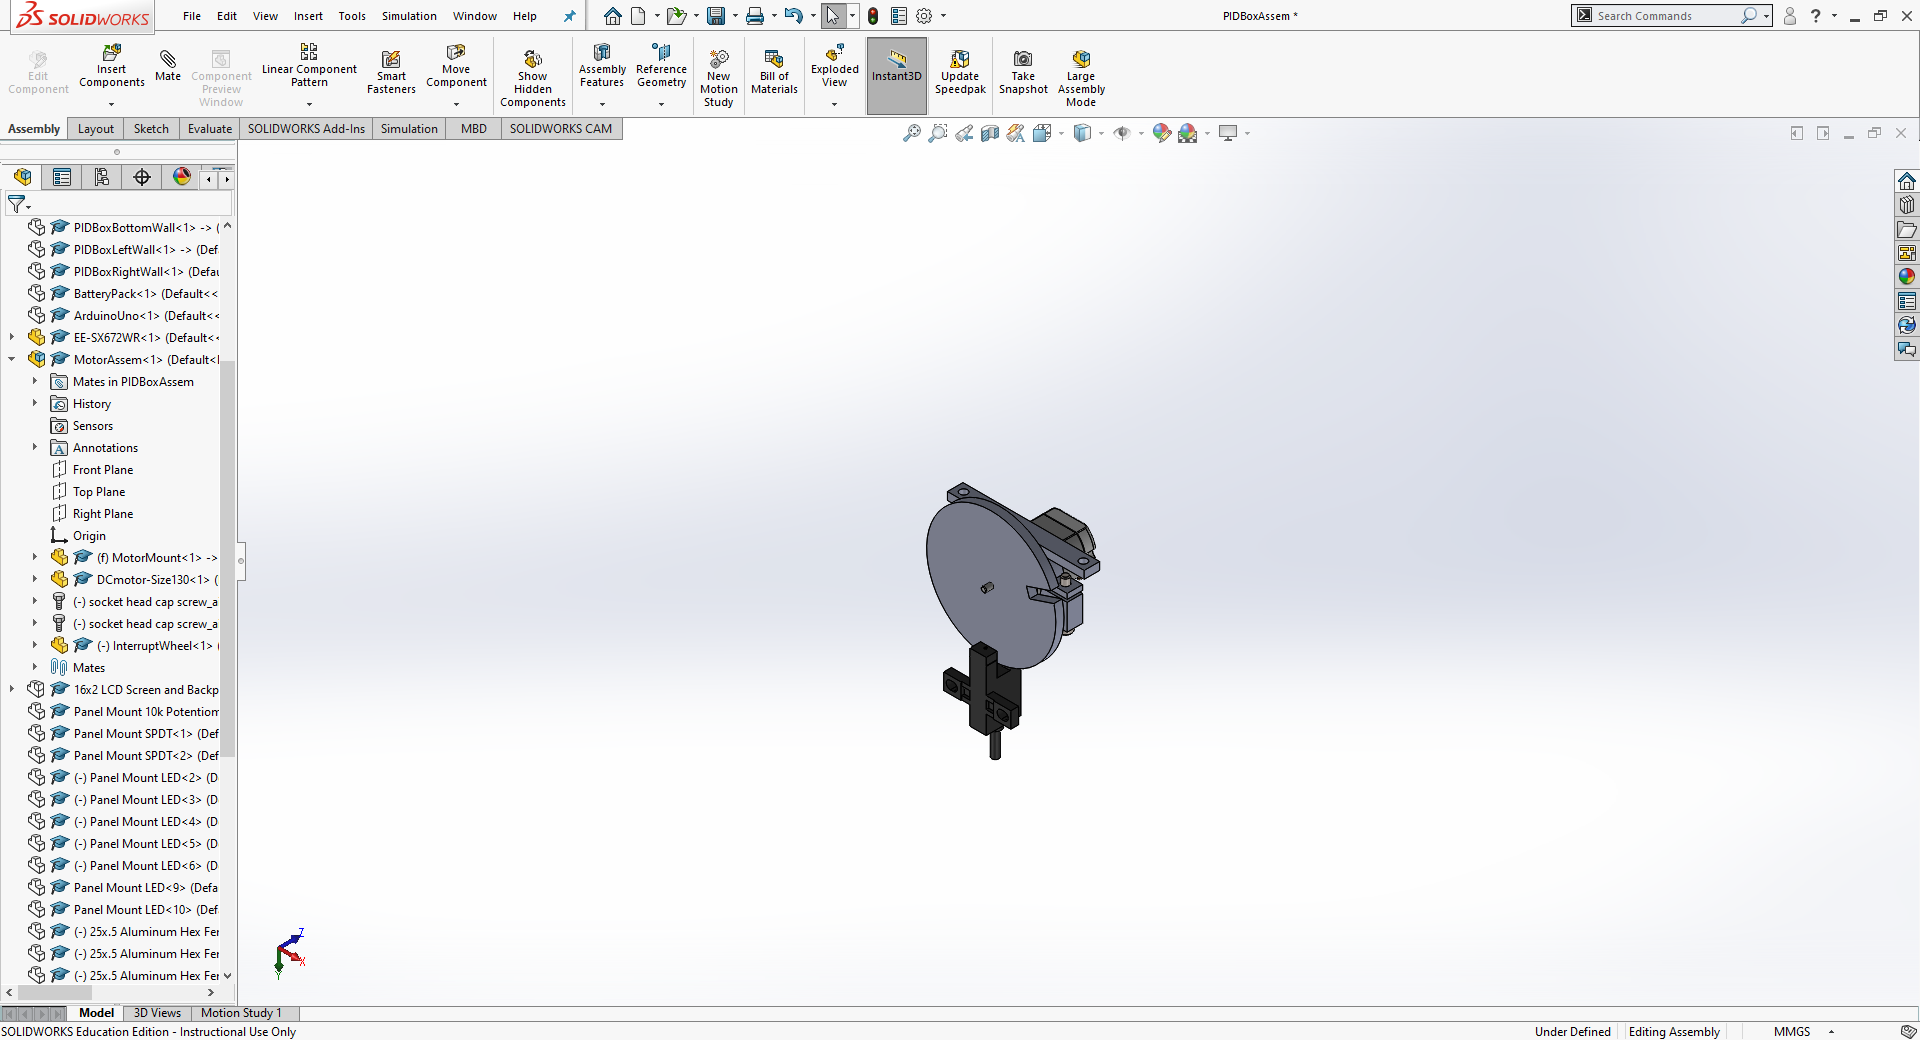 SOLIDWORKS
File Edit View Insert Tools Simulation Window Help
PIDBoxAssem *
Search Commands
?
Edit Component
Insert Components
Mate
Component Preview Window
Linear Component Pattern
Smart Fasteners
Move Component
Show Hidden Components
Assembly Features
Reference Geometry
New Motion Study
Bill of Materials
Exploded View
Instant3D
Update Speedpak
Take Snapshot
Large Assembly Mode
Assembly Layout Sketch Evaluate SOLIDWORKS Add-Ins Simulation MBD SOLIDWORKS CAM
PIDBoxBottomWall<1> -> (
PIDBoxLeftWall<1> -> (Def
PIDBoxRightWall<1> (Defau
BatteryPack<1> (Default<<
ArduinoUno<1> (Default<<
EE-SX672WR<1> (Default<<
MotorAssem<1> (Default<
Mates in PIDBoxAssem
History
Sensors
Annotations
Front Plane
Top Plane
Right Plane
Origin
(f) MotorMount<1> ->
DCmotor-Size130<1> (
(-) socket head cap screw_a
(-) socket head cap screw_a
(-) InterruptWheel<1> (
Mates
16x2 LCD Screen and Backp
Panel Mount 10k Potentiom
Panel Mount SPDT<1> (Def
Panel Mount SPDT<2> (Def
(-) Panel Mount LED<2> (D
(-) Panel Mount LED<3> (D
(-) Panel Mount LED<4> (D
(-) Panel Mount LED<5> (D
(-) Panel Mount LED<6> (D
Panel Mount LED<9> (Defa
Panel Mount LED<10> (Def
(-) 25x.5 Aluminum Hex Fer
(-) 25x.5 Aluminum Hex Fer
(-) 25x.5 Aluminum Hex Fer
Z
X
Y
Model 3D Views Motion Study 1
SOLIDWORKS Education Edition - Instructional Use Only
Under Defined Editing Assembly MMGS